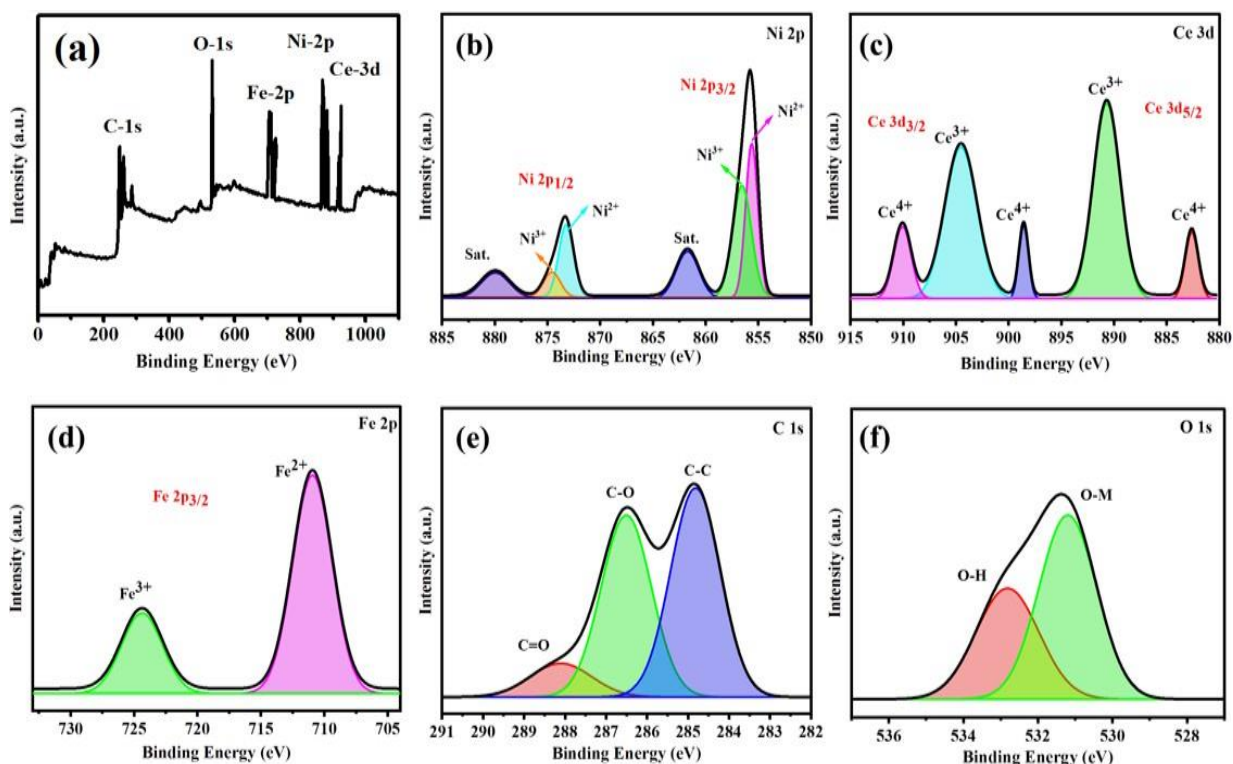 (a)
C-1s
O-1s
Fe-2p
Ni-2p
Ce-3d
Intensity (a.u.)
0 200 400 600 800 1000
Binding Energy (eV)
(b)
Ni 2p
Ni 2p3/2
Ni2+
Ni3+
Ni 2p1/2
Ni2+
Ni3+
Sat.
Sat.
Intensity (a.u.)
885 880 875 870 865 860 855 850
Binding Energy (eV)
(c)
Ce 3d
Ce3+
Ce 3d3/2
Ce 3d5/2
Ce3+
Ce4+
Ce4+
Ce4+
Intensity (a.u.)
915 910 905 900 895 890 885 880
Binding Energy (eV)
(d)
Fe 2p
Fe2+
Fe 2p3/2
Fe3+
Intensity (a.u.)
730 720 715 710 704
Binding Energy (eV)
(e)
C 1s
C-O
C-C
C=O
Intensity (a.u.)
291 290 289 288 287 286 285 284 283 282
Binding Energy (eV)
(f)
O 1s
O-M
O-H
Intensity (a.u.)
536 534 532 530 528
Binding Energy (eV)